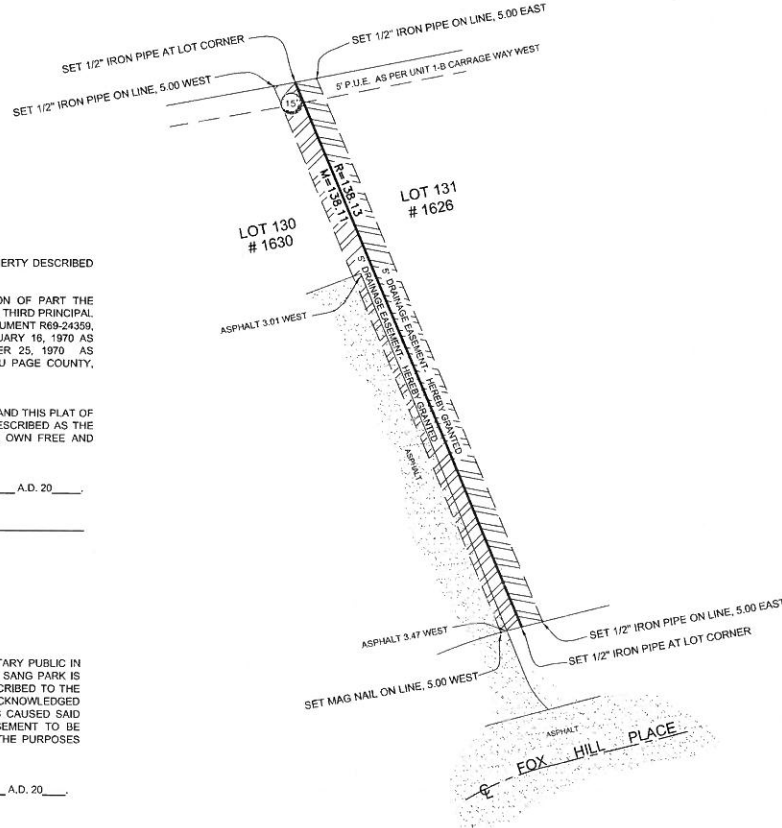 SET 1/2" IRON PIPE ON LINE, 5.00 EAST
SET 1/2" IRON PIPE AT LOT CORNER
SET 1/2" IRON PIPE ON LINE, 5.00 WEST
5' P.U.E. AS PER UNIT 1-B CARRAGE WAY WEST
15'
R=138.13
M=138.11
LOT 130
# 1630
LOT 131
# 1626
5' DRAINAGE EASEMENT- HEREBY GRANTED
5' DRAINAGE EASEMENT- HEREBY GRANTED
ASPHALT 3.01 WEST
ASPHALT
ASPHALT 3.47 WEST
SET MAG NAIL ON LINE, 5.00 WEST
SET 1/2" IRON PIPE ON LINE, 5.00 EAST
SET 1/2" IRON PIPE AT LOT CORNER
ASPHALT
℄ FOX HILL PLACE
ERTY DESCRIBED
ON OF PART THE
THIRD PRINCIPAL
UMENT R69-24359,
UARY 16, 1970 AS
ER 25, 1970 AS
U PAGE COUNTY,
AND THIS PLAT OF
ESCRIBED AS THE
OWN FREE AND
___ A.D. 20____.
TARY PUBLIC IN
SANG PARK IS
CRIBED TO THE
CKNOWLEDGED
S CAUSED SAID
SEMENT TO BE
THE PURPOSES
_ A.D. 20____.